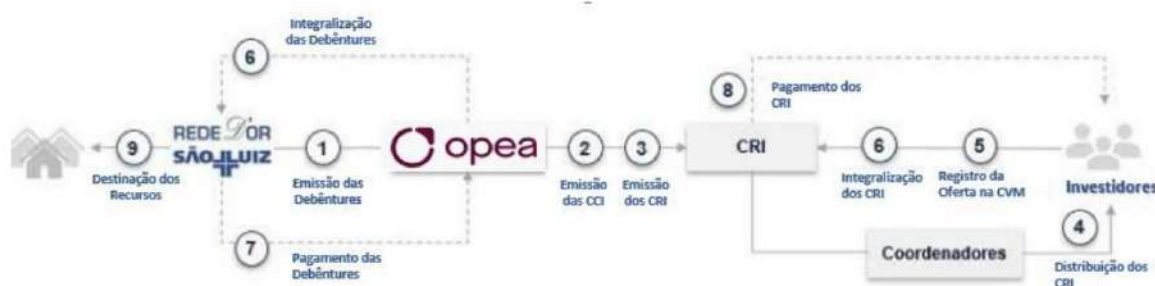 Integralização
das Debêntures
6
8
Pagamento dos
CRI
REDE D'OR
SÃO LUIZ
9
Destinação dos
Recursos
1
Emissão das
Debêntures
opea
2
Emissão
das CCI
3
Emissão
dos CRI
CRI
6
Integralização
dos CRI
5
Registro da
Oferta na CVM
Investidores
7
Pagamento das
Debêntures
Coordenadores
4
Distribuição dos
CRI